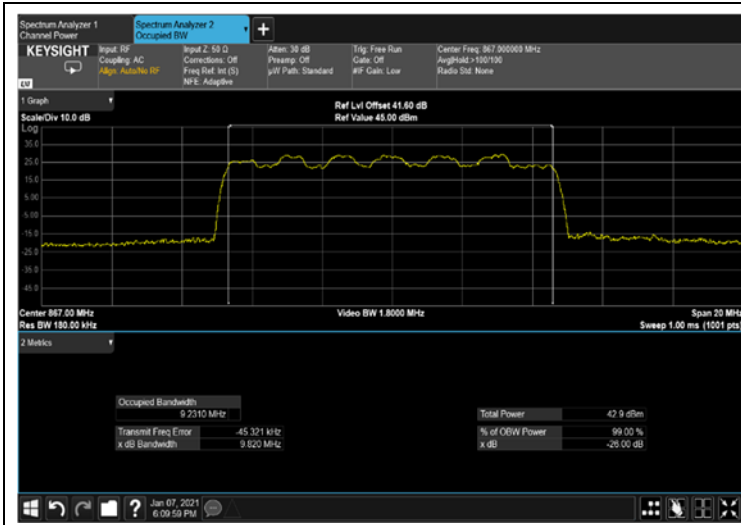 Spectrum Analyzer 1
Channel Power
Spectrum Analyzer 2
Occupied BW
KEYSIGHT
Input: RF
Coupling: AC
Align: Auto/No RF
Input Z: 50 Ω
Corrections: Off
Freq Ref: Int (S)
NFE: Adaptive
Atten: 30 dB
Preamp: Off
µW Path: Standard
Trig: Free Run
Gate: Off
#IF Gain: Low
Center Freq: 867.000000 MHz
Avg|Hold:>100/100
Radio Std: None
1 Graph
Scale/Div 10.0 dB
Ref Lvl Offset 41.60 dB
Ref Value 45.00 dBm
Log
35.0
25.0
15.0
5.00
-5.00
-15.0
-25.0
-35.0
-45.0
Center 867.00 MHz
Res BW 180.00 kHz
Video BW 1.8000 MHz
Span 20 MHz
Sweep 1.00 ms (1001 pts)
2 Metrics
Occupied Bandwidth
9.2310 MHz
Transmit Freq Error -45.321 kHz
x dB Bandwidth 9.820 MHz
Total Power 42.9 dBm
% of OBW Power 99.00 %
x dB -26.00 dB
Jan 07, 2021
6:09:59 PM